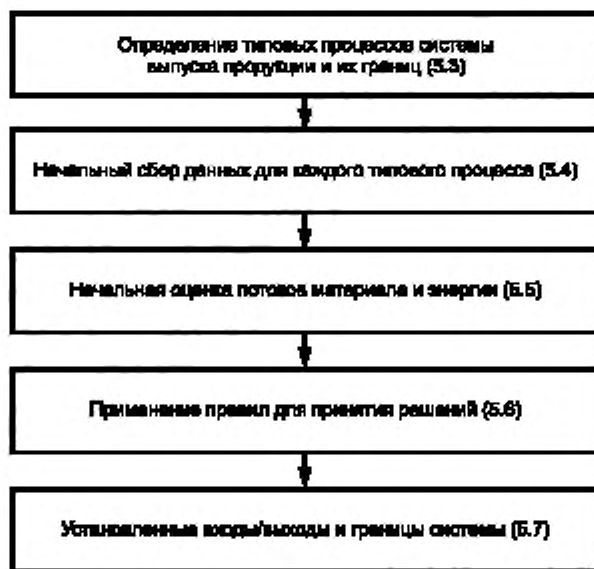 Определение типовых процессов системы
выпуска продукции и их границ (5.3)
Начальный сбор данных для каждого типового процесса (5.4)
Начальная оценка потоков материала и энергии (5.5)
Применение правил для принятия решений (5.6)
Установленные входы/выходы и границы системы (5.7)